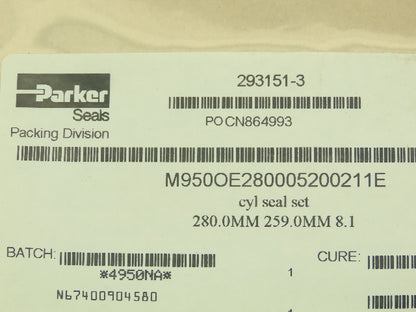 Parker
Seals
Packing Division
293151-3
PO CN864993
M950OE280005200211E
cyl seal set
280.0MM 259.0MM 8.1
BATCH:
*4950NA*
N67400904580
1
CURE: